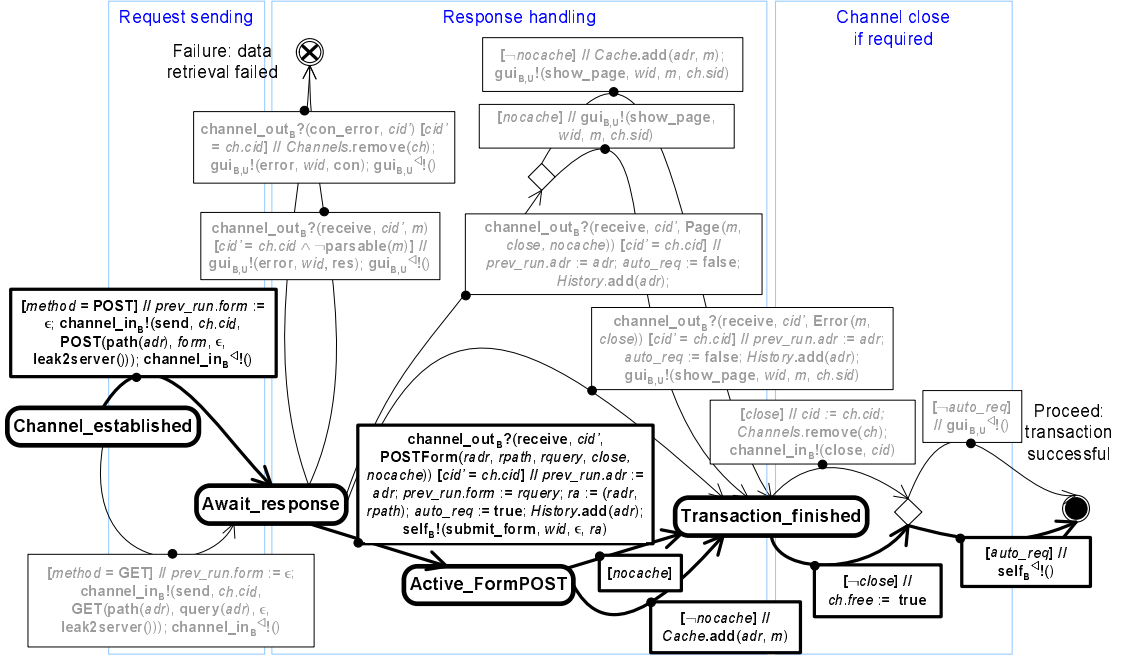 Request sending
Response handling
Channel close
if required
Failure: data
retrieval failed
[¬nocache] // Cache.add(adr, m);
gui_B,U!(show_page, wid, m, ch.sid)
[nocache] // gui_B,U!(show_page,
wid, m, ch.sid)
channel_out_B?(con_error, cid') [cid'
= ch.cid] // Channels.remove(ch);
gui_B,U!(error, wid, con); gui_B,U^⊲!()
channel_out_B?(receive, cid', m)
[cid' = ch.cid ∧ ¬parsable(m)] //
gui_B,U!(error, wid, res); gui_B,U^⊲!()
channel_out_B?(receive, cid', Page(m,
close, nocache)) [cid' = ch.cid] //
prev_run.adr := adr; auto_req := false;
History.add(adr);
[method = POST] // prev_run.form :=
ϵ; channel_in_B!(send, ch.cid,
POST(path(adr), form, ϵ,
leak2server())); channel_in_B^⊲!()
channel_out_B?(receive, cid', Error(m,
close)) [cid' = ch.cid] // prev_run.adr := adr;
auto_req := false; History.add(adr);
gui_B,U!(show_page, wid, m, ch.sid)
Channel_established
[close] // cid := ch.cid;
Channels.remove(ch);
channel_in_B!(close, cid)
[¬auto_req]
// gui_B,U^⊲!()
Proceed:
transaction
successful
channel_out_B?(receive, cid',
POSTForm(radr, rpath, rquery, close,
nocache)) [cid' = ch.cid] // prev_run.adr :=
adr; prev_run.form := rquery; ra := (radr,
rpath); auto_req := true; History.add(adr);
self_B!(submit_form, wid, ϵ, ra)
Await_response
Transaction_finished
[method = GET] // prev_run.form := ϵ;
channel_in_B!(send, ch.cid,
GET(path(adr), query(adr), ϵ,
leak2server())); channel_in_B^⊲!()
Active_FormPOST
[nocache]
[¬close] //
ch.free := true
[auto_req] //
self_B^⊲!()
[¬nocache] //
Cache.add(adr, m)